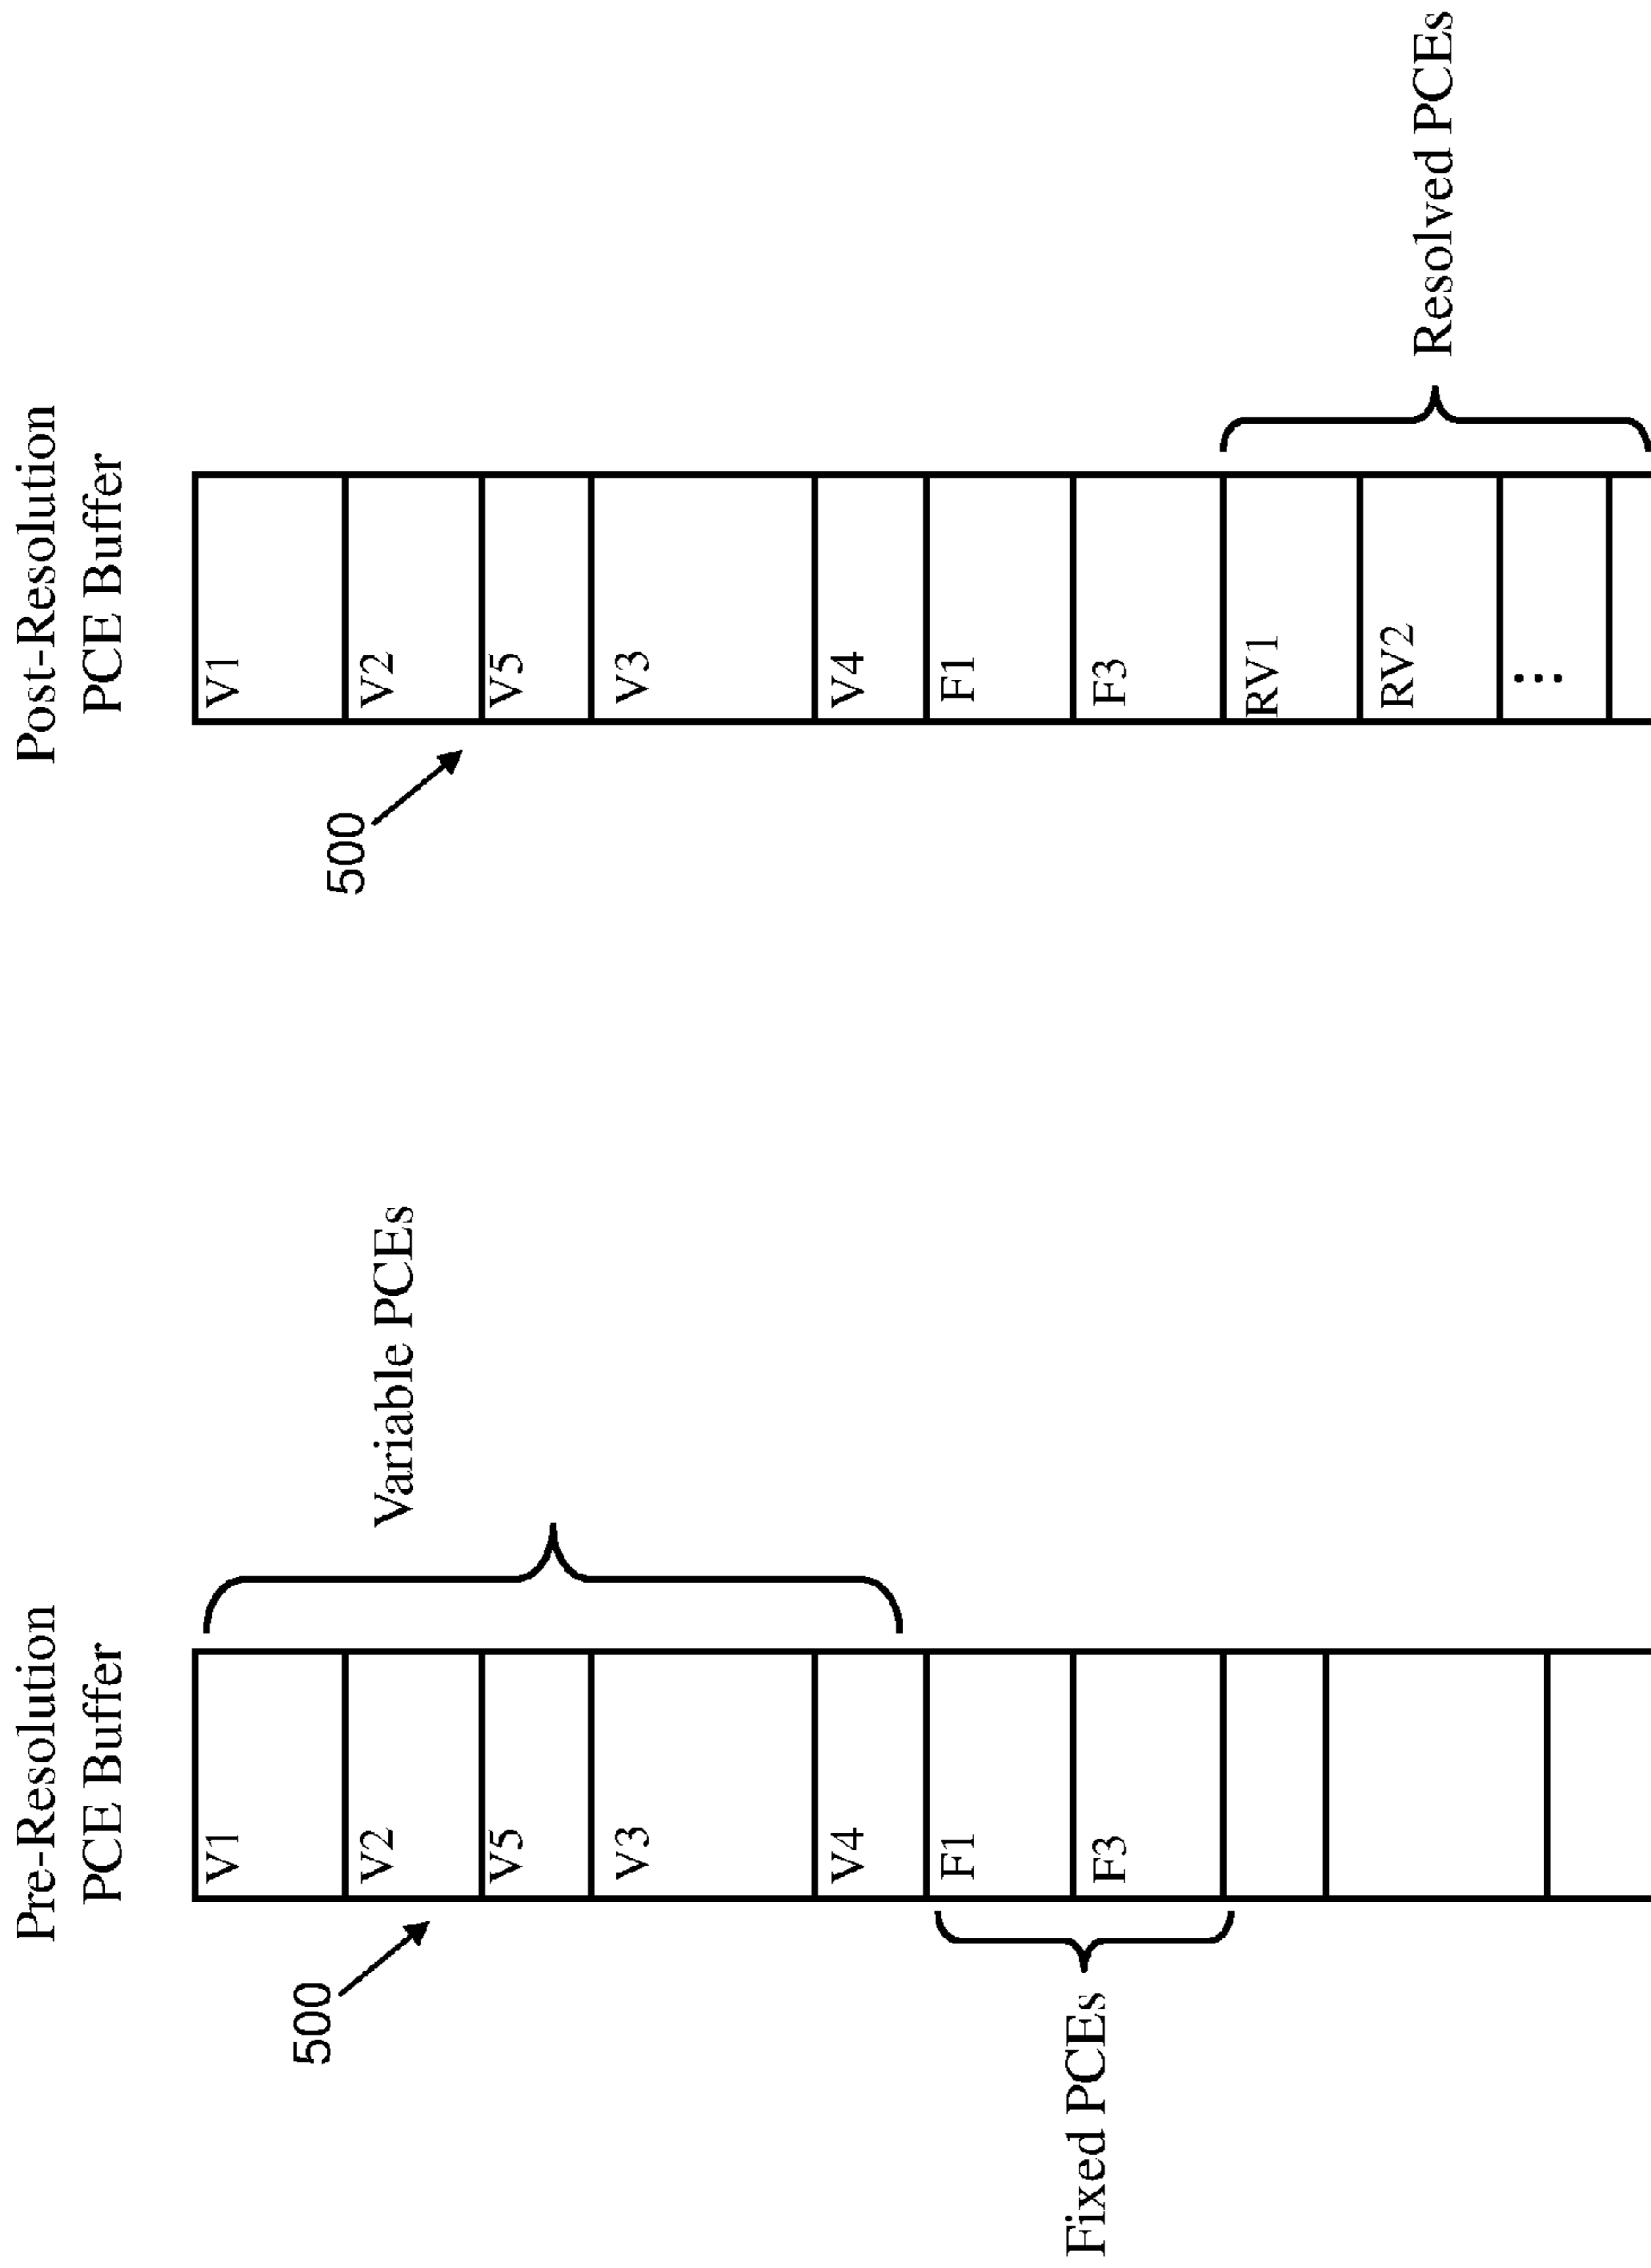 Pre-Resolution
PCE Buffer
500
V1
V2
V5
V3
V4
F1
F3
Variable PCEs
Fixed PCEs
Post-Resolution
PCE Buffer
500
V1
V2
V5
V3
V4
F1
F3
RV1
RV2
⋮
Resolved PCEs